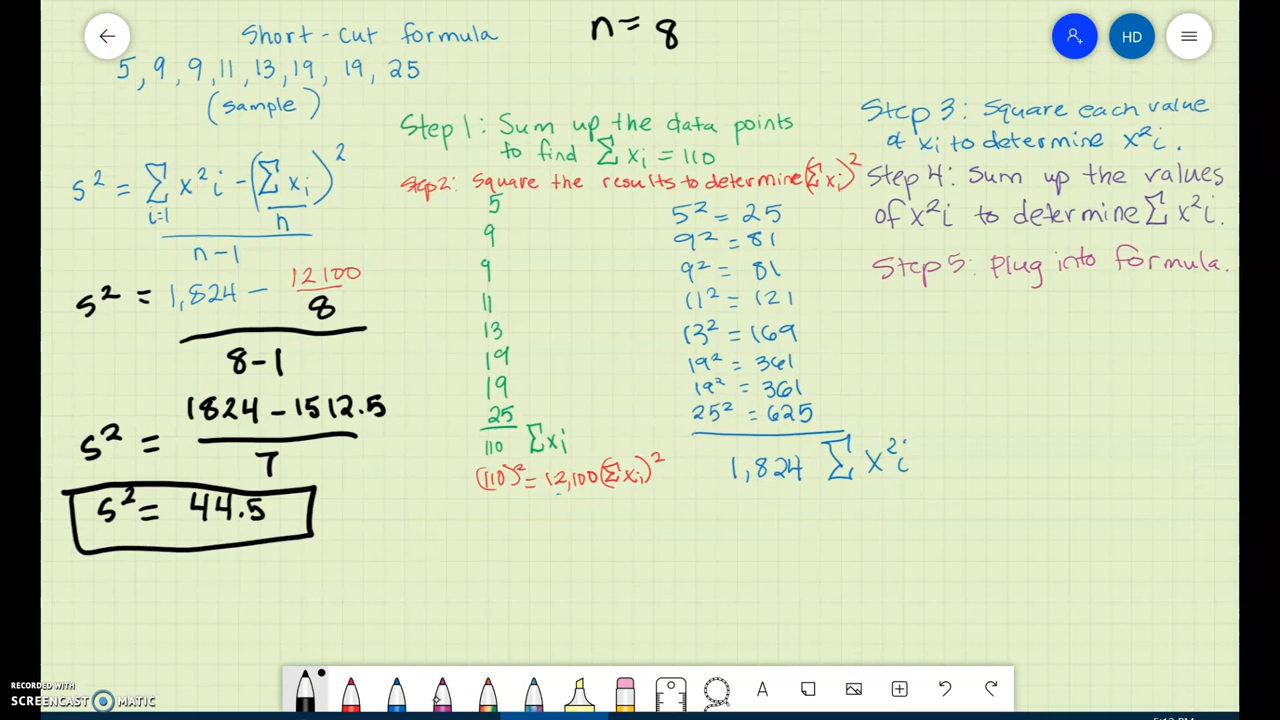 Short-cut formula
n = 8
5, 9, 9, 11, 13, 19, 19, 25
(sample)
s² = Σ x²i - (Σ xi)²
i=1
n
n-1
s² = 1,824 - 12100
8
8-1
s² = 1824 - 1512.5
7
s² = 44.5
Step 1: Sum up the data points
to find Σ xi = 110
Step 2: Square the results to determine (Σ xi)²
5
9
9
11
13
19
19
25
110 Σ xi
(110)² = 12,100 (Σ xi)²
5² = 25
9² = 81
9² = 81
11² = 121
13² = 169
19² = 361
19² = 361
25² = 625
1,824 Σ x²i
Step 3: Square each value
of xi to determine x²i.
Step 4: Sum up the values
of x²i to determine Σ x²i.
Step 5: Plug into formula.
HD
A
RECORDED WITH
SCREENCAST MATIC